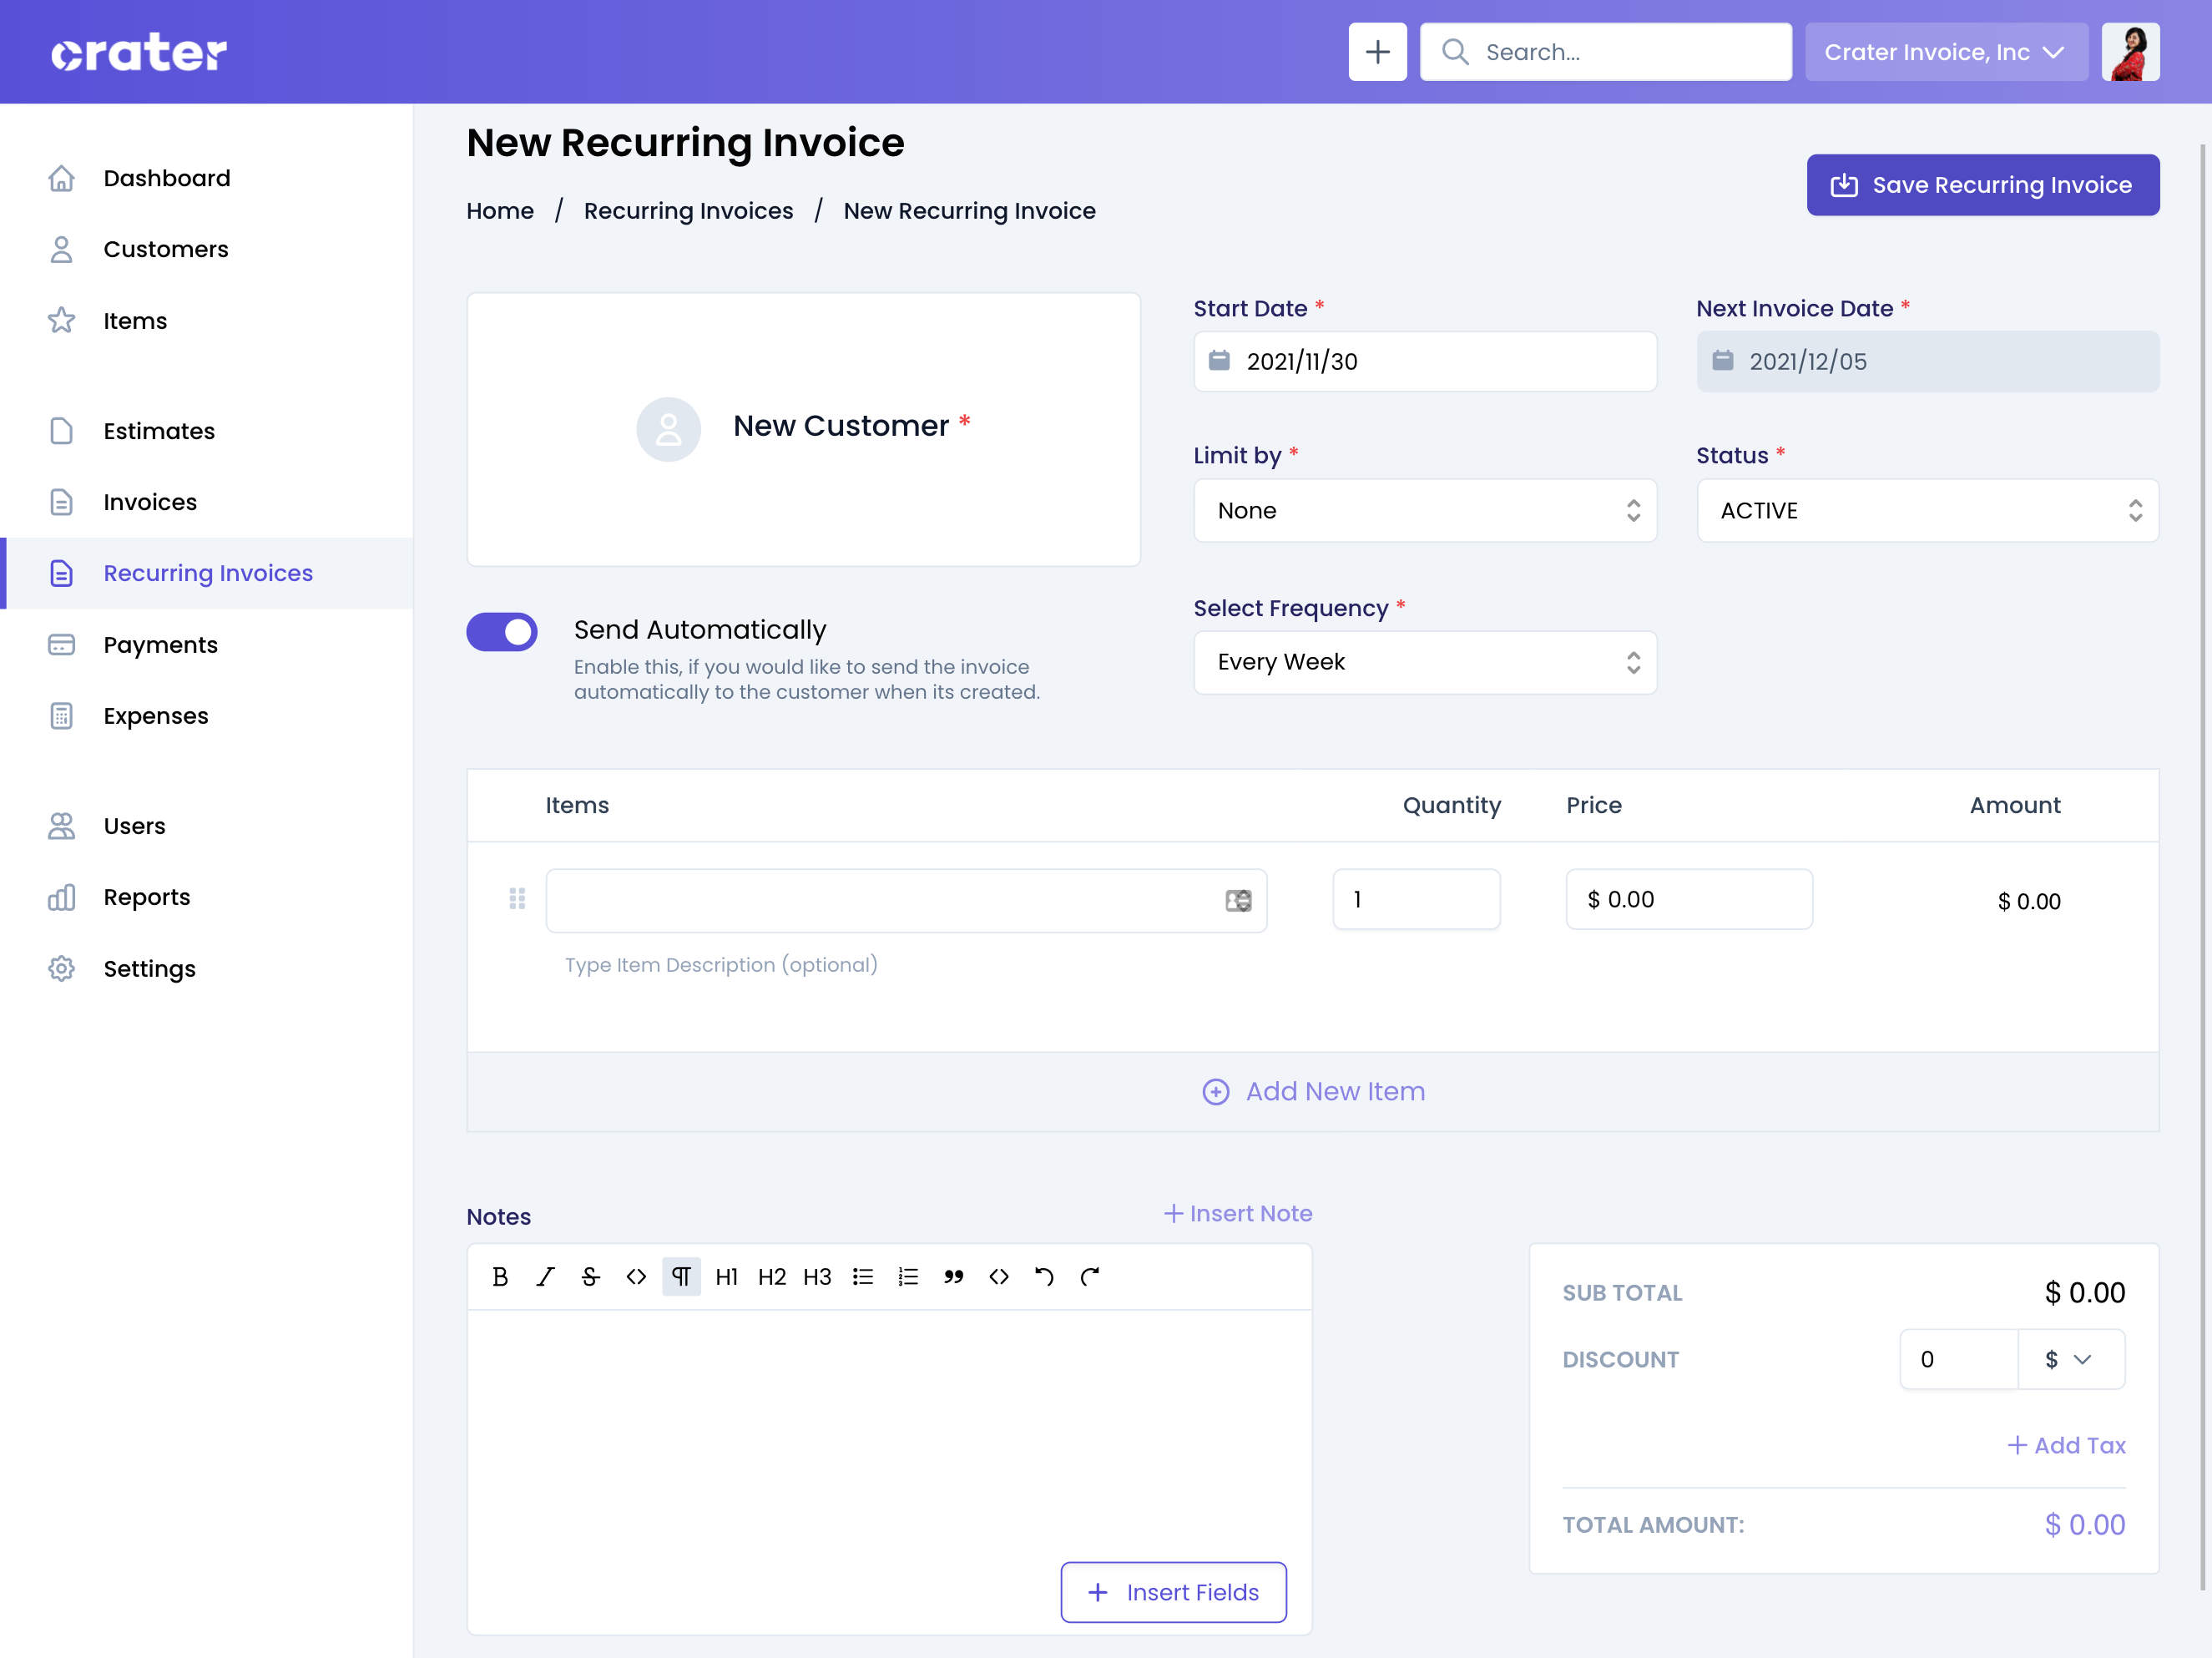 crater
Search...
Crater Invoice, Inc
Dashboard
Customers
Items
Estimates
Invoices
Recurring Invoices
Payments
Expenses
Users
Reports
Settings
New Recurring Invoice
Home / Recurring Invoices / New Recurring Invoice
Save Recurring Invoice
New Customer *
Start Date *
2021/11/30
Next Invoice Date *
2021/12/05
Limit by *
None
Status *
ACTIVE
Send Automatically
Enable this, if you would like to send the invoice
automatically to the customer when its created.
Select Frequency *
Every Week
Items Quantity Price Amount
1 $ 0.00 $ 0.00
Type Item Description (optional)
Add New Item
Notes
+ Insert Note
B I S <> ¶ H1 H2 H3
+ Insert Fields
SUB TOTAL $ 0.00
DISCOUNT 0 $
+ Add Tax
TOTAL AMOUNT: $ 0.00